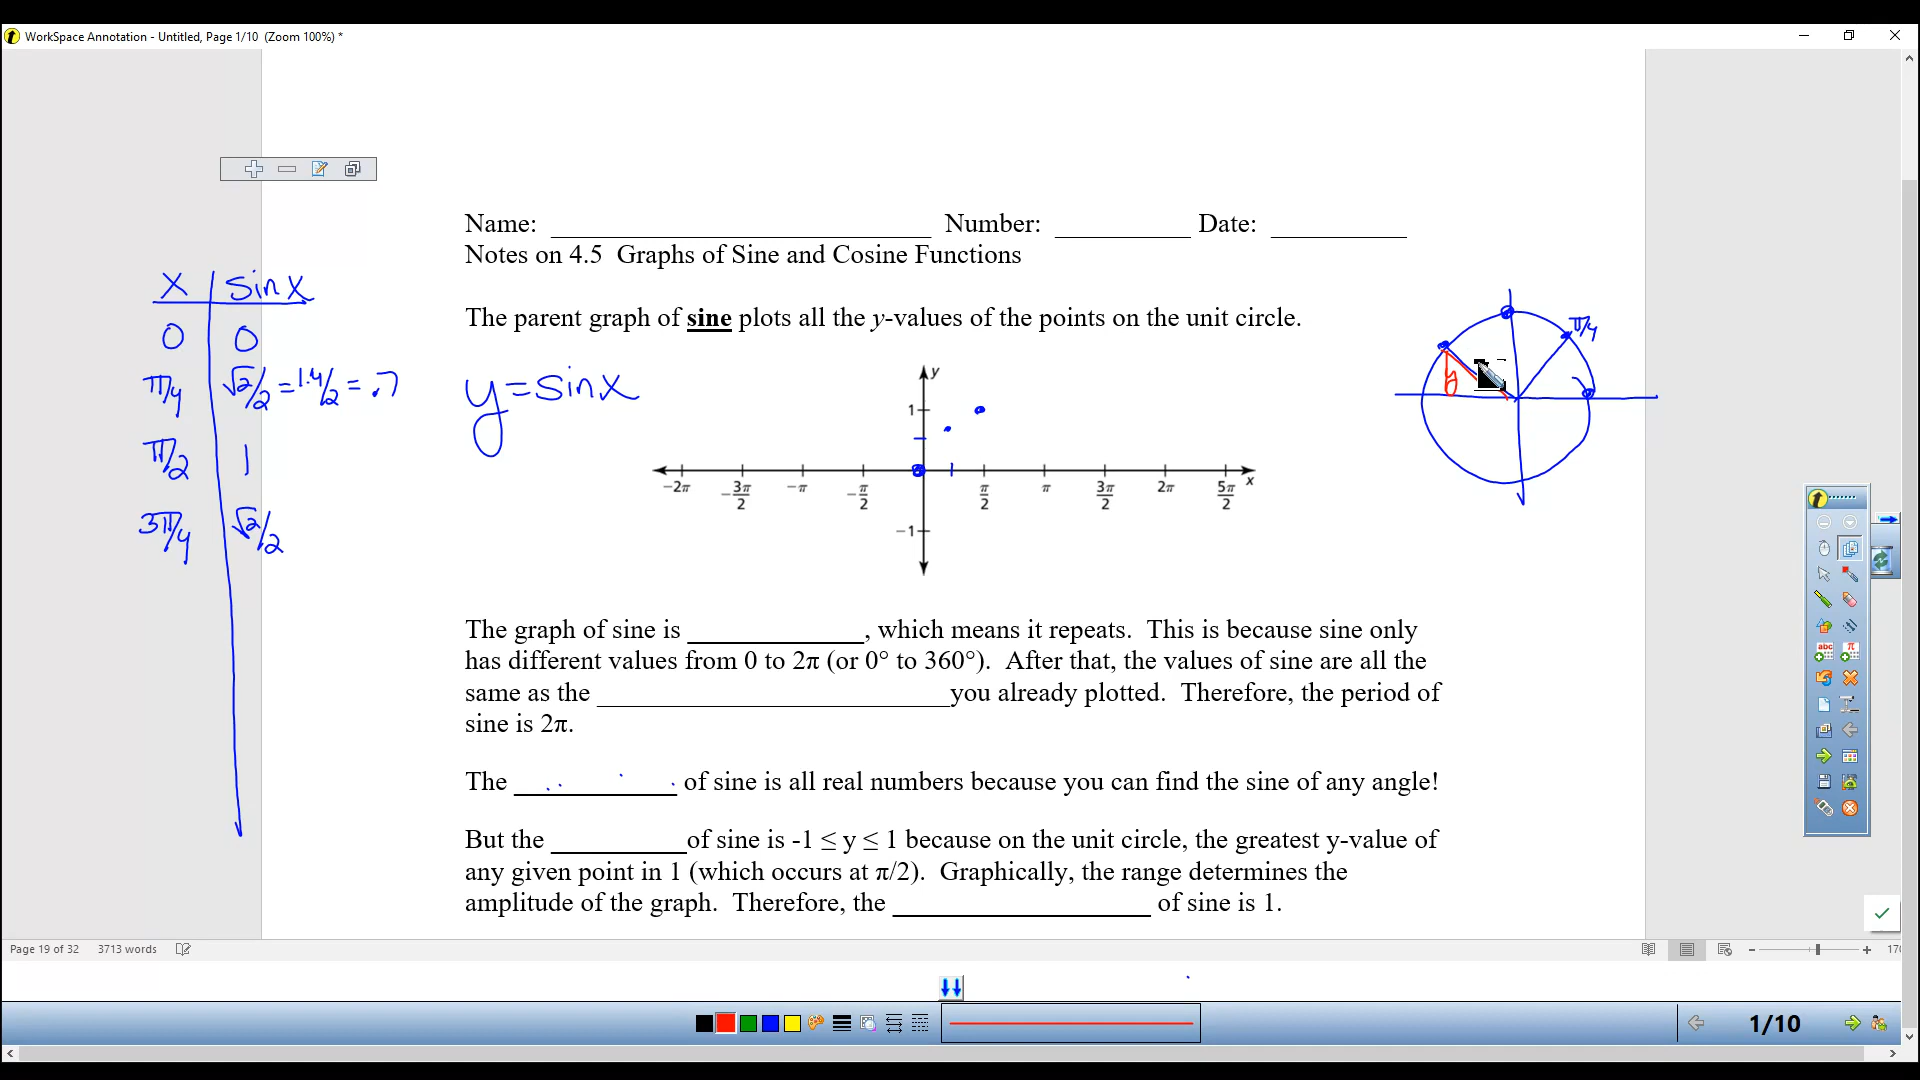 WorkSpace Annotation - Untitled, Page 1/10 (Zoom 100%) *
Name: ____________________________ Number: __________ Date: __________
Notes on 4.5 Graphs of Sine and Cosine Functions
The parent graph of sine plots all the y-values of the points on the unit circle.
x sin x
0 0
π/4 √2/2 = 1.4/2 = .7
π/2 1
3π/4 √2/2
y = sin x
π/4
y
1
-2π -3π/2 -π -π/2 π/2 π 3π/2 2π 5π/2 x
-1
The graph of sine is _____________, which means it repeats. This is because sine only
has different values from 0 to 2π (or 0° to 360°). After that, the values of sine are all the
same as the __________________________you already plotted. Therefore, the period of
sine is 2π.
The ____________ of sine is all real numbers because you can find the sine of any angle!
But the __________of sine is -1 ≤ y ≤ 1 because on the unit circle, the greatest y-value of
any given point in 1 (which occurs at π/2). Graphically, the range determines the
amplitude of the graph. Therefore, the ___________________ of sine is 1.
abc π
Page 19 of 32 3713 words
1/10